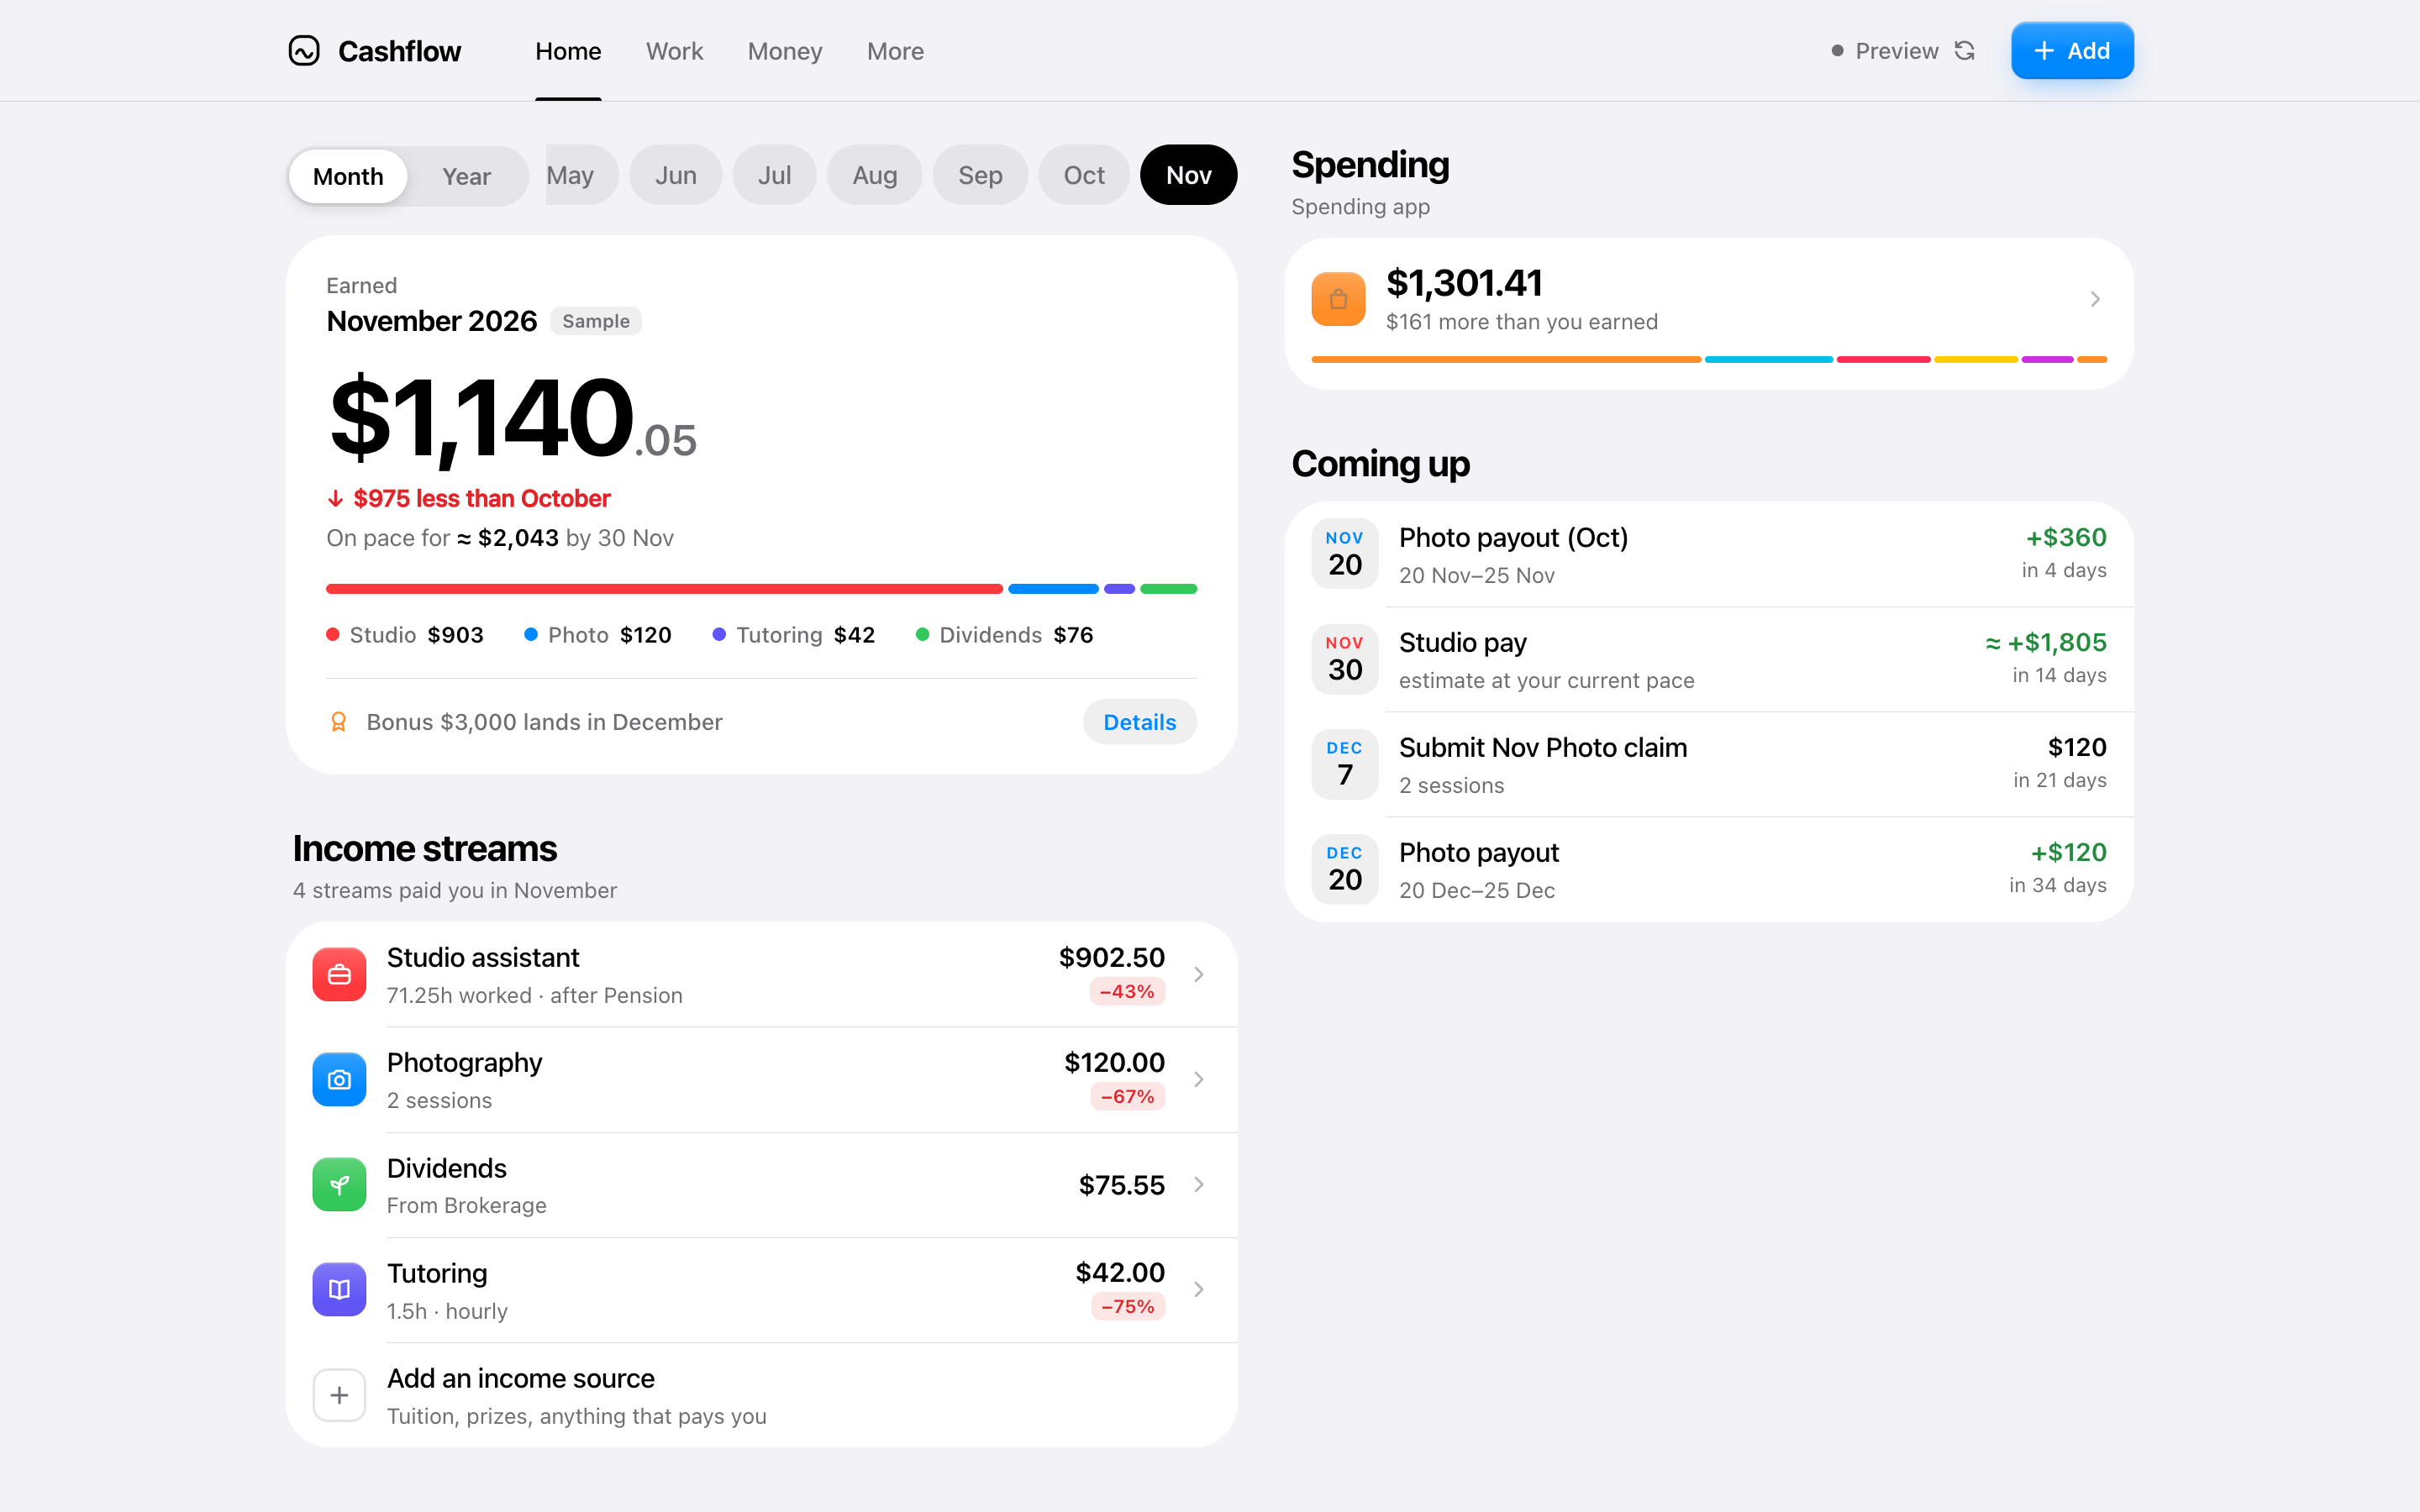 Cashflow
Home Work Money More
Preview
Add
Month Year May Jun Jul Aug Sep Oct Nov
Earned
November 2026 Sample
$1,140.05
↓ $975 less than October
On pace for ≈ $2,043 by 30 Nov
Studio $903 Photo $120 Tutoring $42 Dividends $76
Bonus $3,000 lands in December Details
Income streams
4 streams paid you in November
Studio assistant $902.50
71.25h worked · after Pension –43%
Photography $120.00
2 sessions –67%
Dividends $75.55
From Brokerage
Tutoring $42.00
1.5h · hourly –75%
Add an income source
Tuition, prizes, anything that pays you
Spending
Spending app
$1,301.41
$161 more than you earned
Coming up
NOV 20 Photo payout (Oct) +$360
20 Nov–25 Nov in 4 days
NOV 30 Studio pay ≈ +$1,805
estimate at your current pace in 14 days
DEC 7 Submit Nov Photo claim $120
2 sessions in 21 days
DEC 20 Photo payout +$120
20 Dec–25 Dec in 34 days